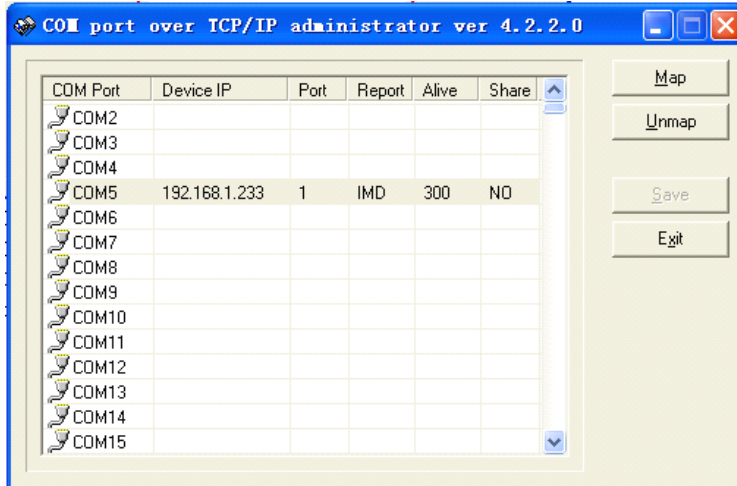 COM port over TCP/IP administrator ver 4.2.2.0
COM Port Device IP Port Report Alive Share
COM2
COM3
COM4
COM5 192.168.1.233 1 IMD 300 NO
COM6
COM7
COM8
COM9
COM10
COM11
COM12
COM13
COM14
COM15
Map
Unmap
Save
Exit